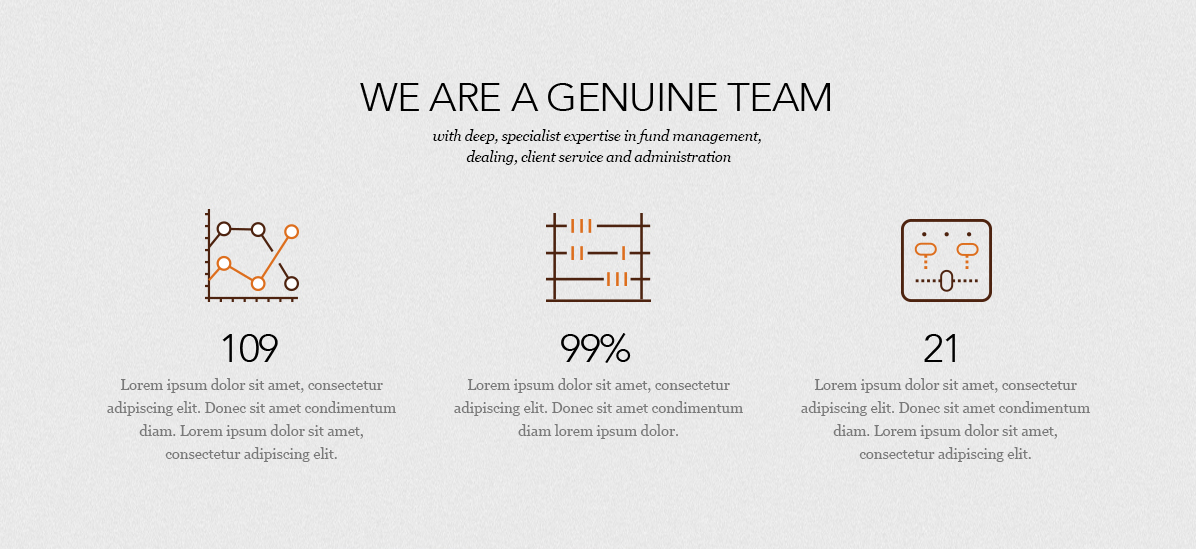 WE ARE A GENUINE TEAM
with deep, specialist expertise in fund management,
dealing, client service and administration
109
Lorem ipsum dolor sit amet, consectetur
adipiscing elit. Donec sit amet condimentum
diam. Lorem ipsum dolor sit amet,
consectetur adipiscing elit.
99%
Lorem ipsum dolor sit amet, consectetur
adipiscing elit. Donec sit amet condimentum
diam lorem ipsum dolor.
21
Lorem ipsum dolor sit amet, consectetur
adipiscing elit. Donec sit amet condimentum
diam. Lorem ipsum dolor sit amet,
consectetur adipiscing elit.